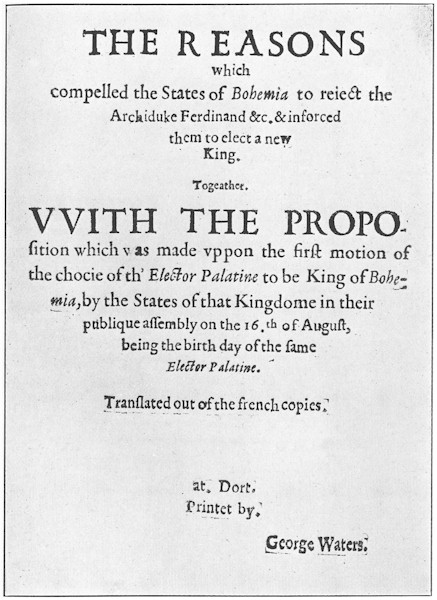 THE REASONS
which
compelled the States of Bohemia to reiect the
Archiduke Ferdinand &c. & inforced
them to elect a new
King.
Togeather.
VVITH THE PROPO-
ſition which vvas made vppon the firſt motion of
the chocie of th' Elector Palatine to be King of Bohe-
mia, by the States of that Kingdome in their
publique aſſembly on the 16.th of Auguſt,
being the birth day of the ſame
Elector Palatine.
Tranſlated out of the french copies.
at. Dort.
Printet by.
George Waters.